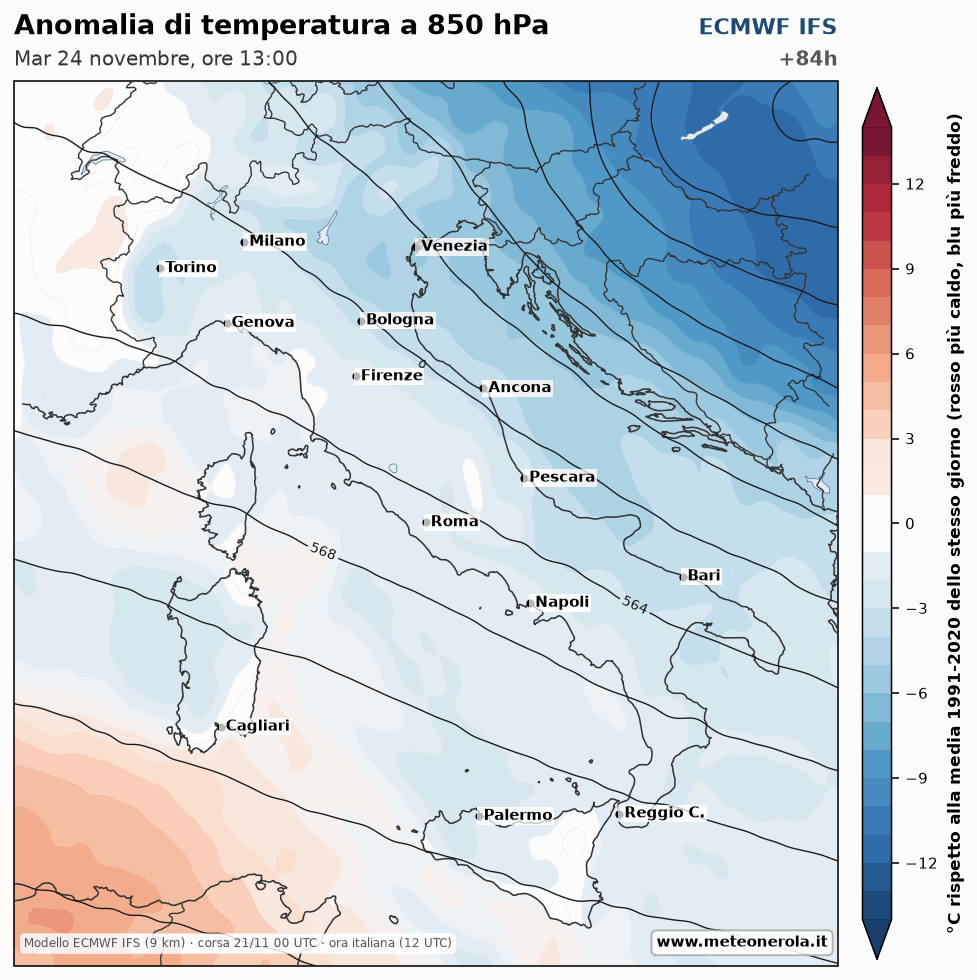 Anomalia di temperatura a 850 hPa
ECMWF IFS
Mar 24 novembre, ore 13:00
+84h
Milano
Venezia
Torino
Genova
Bologna
Firenze
Ancona
Pescara
Roma
568
Bari
Napoli
564
Cagliari
Palermo
Reggio C.
12
9
6
3
0
−3
−6
−9
−12
°C rispetto alla media 1991-2020 dello stesso giorno (rosso più caldo, blu più freddo)
Modello ECMWF IFS (9 km) · corsa 21/11 00 UTC · ora italiana (12 UTC)
www.meteonerola.it